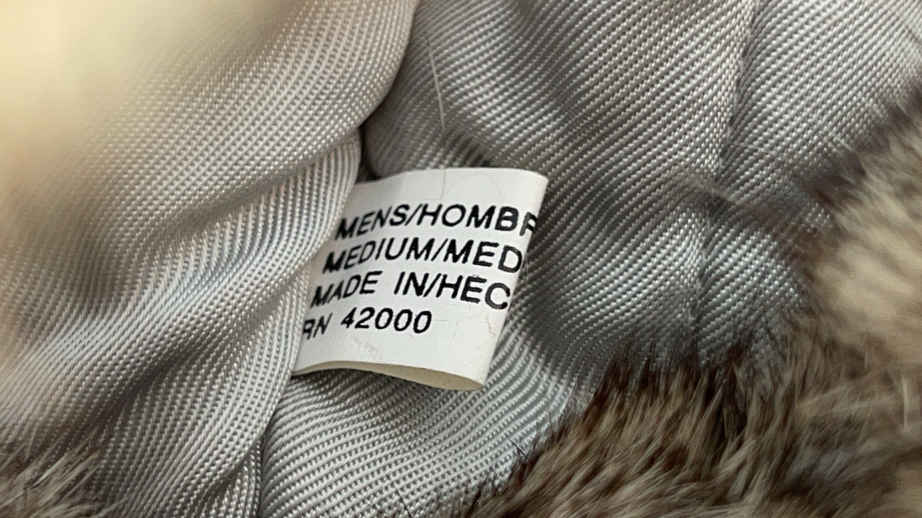 MENS/HOMBR
MEDIUM/MED
MADE IN/HEC
RN 42000